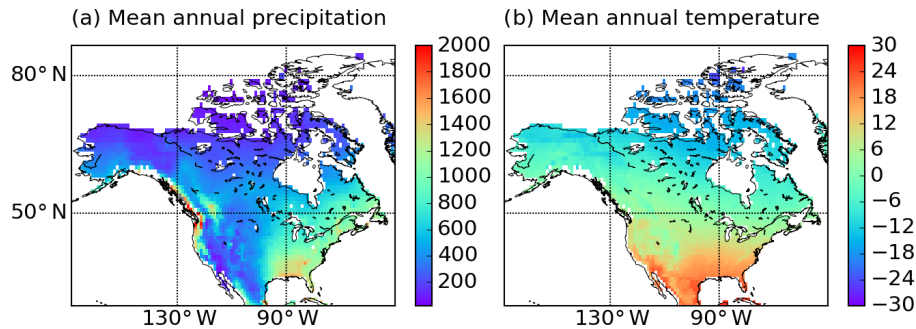 (a) Mean annual precipitation
80° N
50° N
130° W
90° W
2000
1800
1600
1400
1200
1000
800
600
400
200
(b) Mean annual temperature
130° W
90° W
30
24
18
12
6
0
−6
−12
−18
−24
−30